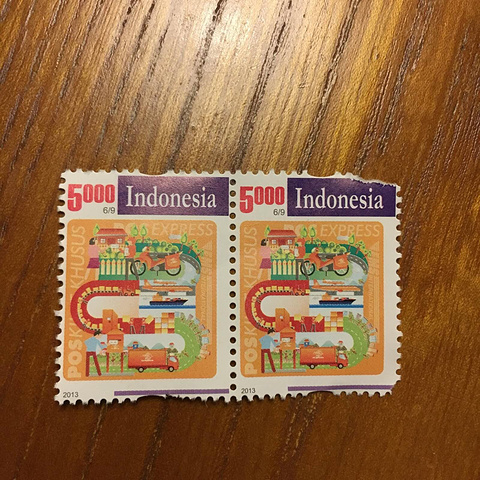 5000
Indonesia
6/9
POS KHUSUS
EXPRESS
2013
5000
Indonesia
6/9
POS KHUSUS
EXPRESS
2013